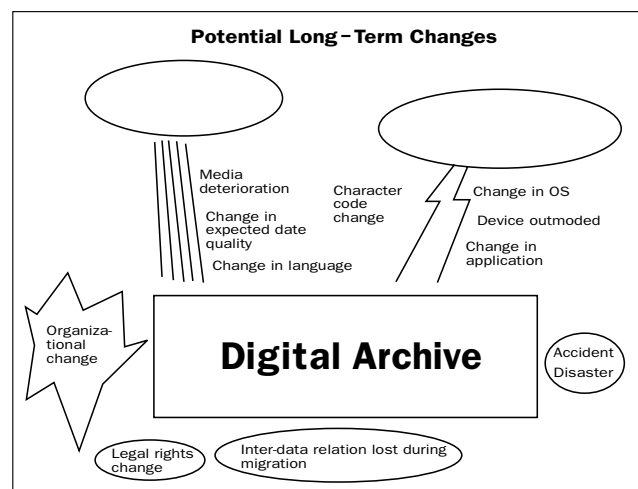 Potential Long-Term Changes
Media
deterioration
Change in
expected date
quality
Change in language
Character
code
change
Change in OS
Device outmoded
Change in
application
Organiza-
tional
change
Digital Archive
Accident
Disaster
Legal rights
change
Inter-data relation lost during
migration